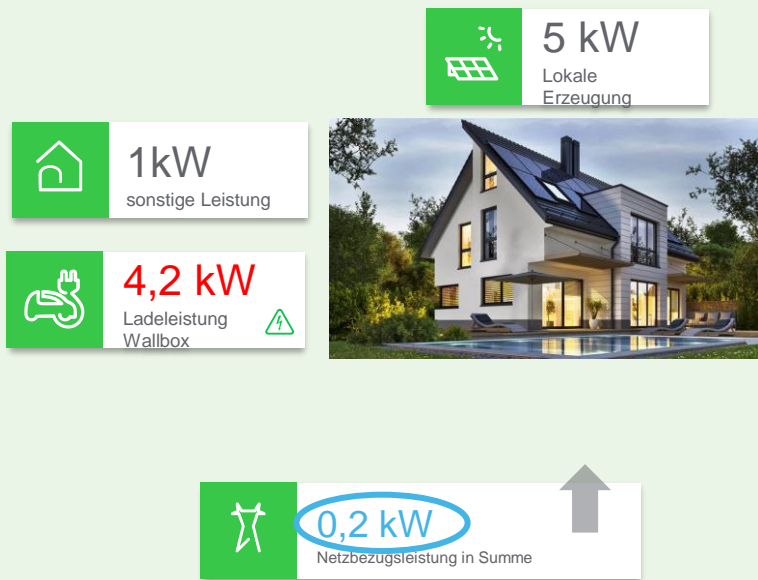 5 kW
Lokale
Erzeugung
1kW
sonstige Leistung
4,2 kW
Ladeleistung
Wallbox
0,2 kW
Netzbezugsleistung in Summe